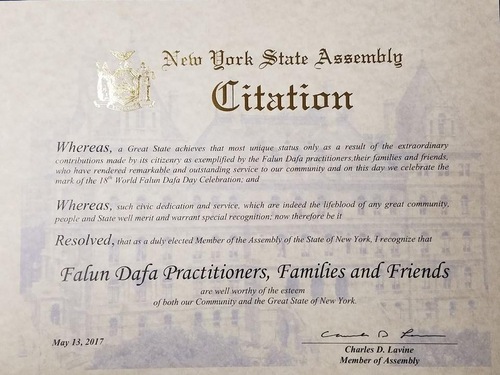 New York State Assembly
Citation
Whereas, a Great State achieves that most unique status only as a result of the extraordinary
contributions made by its citizenry as exemplified by the Falun Dafa practitioners,their families and friends,
who have rendered remarkable and outstanding service to our community and on this day we celebrate the
mark of the 18th World Falun Dafa Day Celebration; and
Whereas, such civic dedication and service, which are indeed the lifeblood of any great community,
people and State well merit and warrant special recognition; now therefore be it
Resolved, that as a duly elected Member of the Assembly of the State of New York, I recognize that
Falun Dafa Practitioners, Families and Friends
are well worthy of the esteem
of both our Community and the Great State of New York.
May 13, 2017
Charles D. Lavine
Member of Assembly